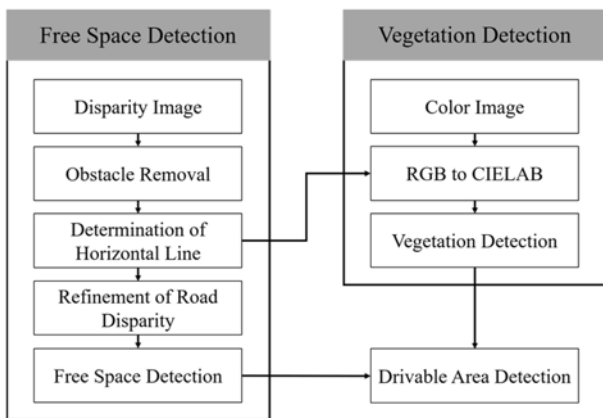 Free Space Detection
Disparity Image
Obstacle Removal
Determination of
Horizontal Line
Refinement of Road
Disparity
Free Space Detection
Vegetation Detection
Color Image
RGB to CIELAB
Vegetation Detection
Drivable Area Detection